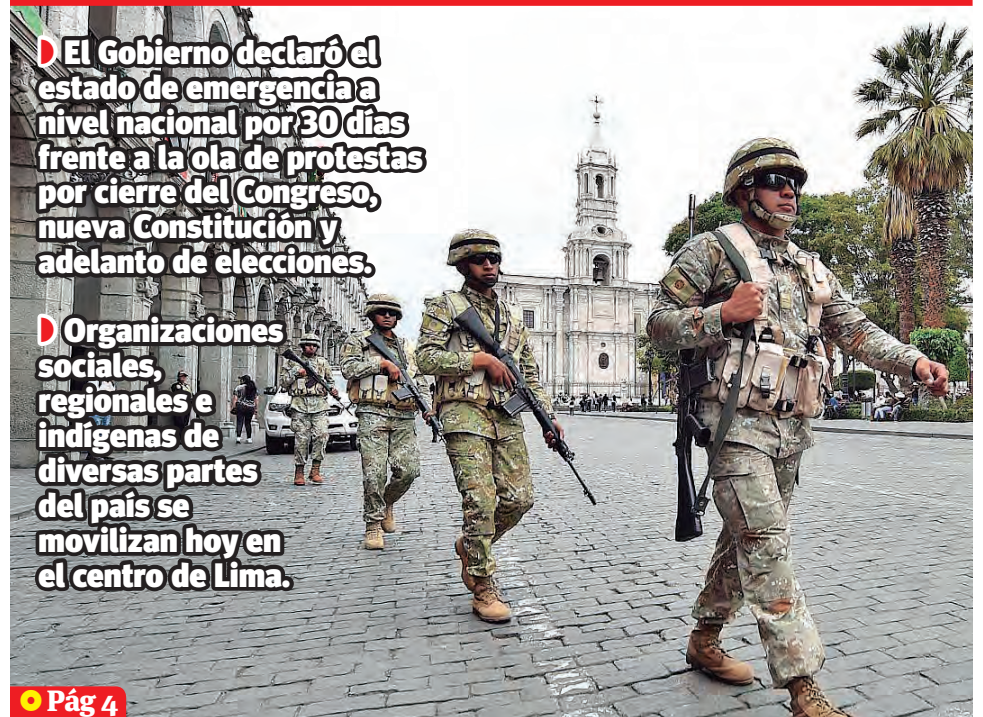 El Gobierno declaró el
estado de emergencia a
nivel nacional por 30 días
frente a la ola de protestas
por cierre del Congreso,
nueva Constitución y
adelanto de elecciones.
Organizaciones
sociales,
regionales e
indígenas de
diversas partes
del país se
movilizan hoy en
el centro de Lima.
Pág 4